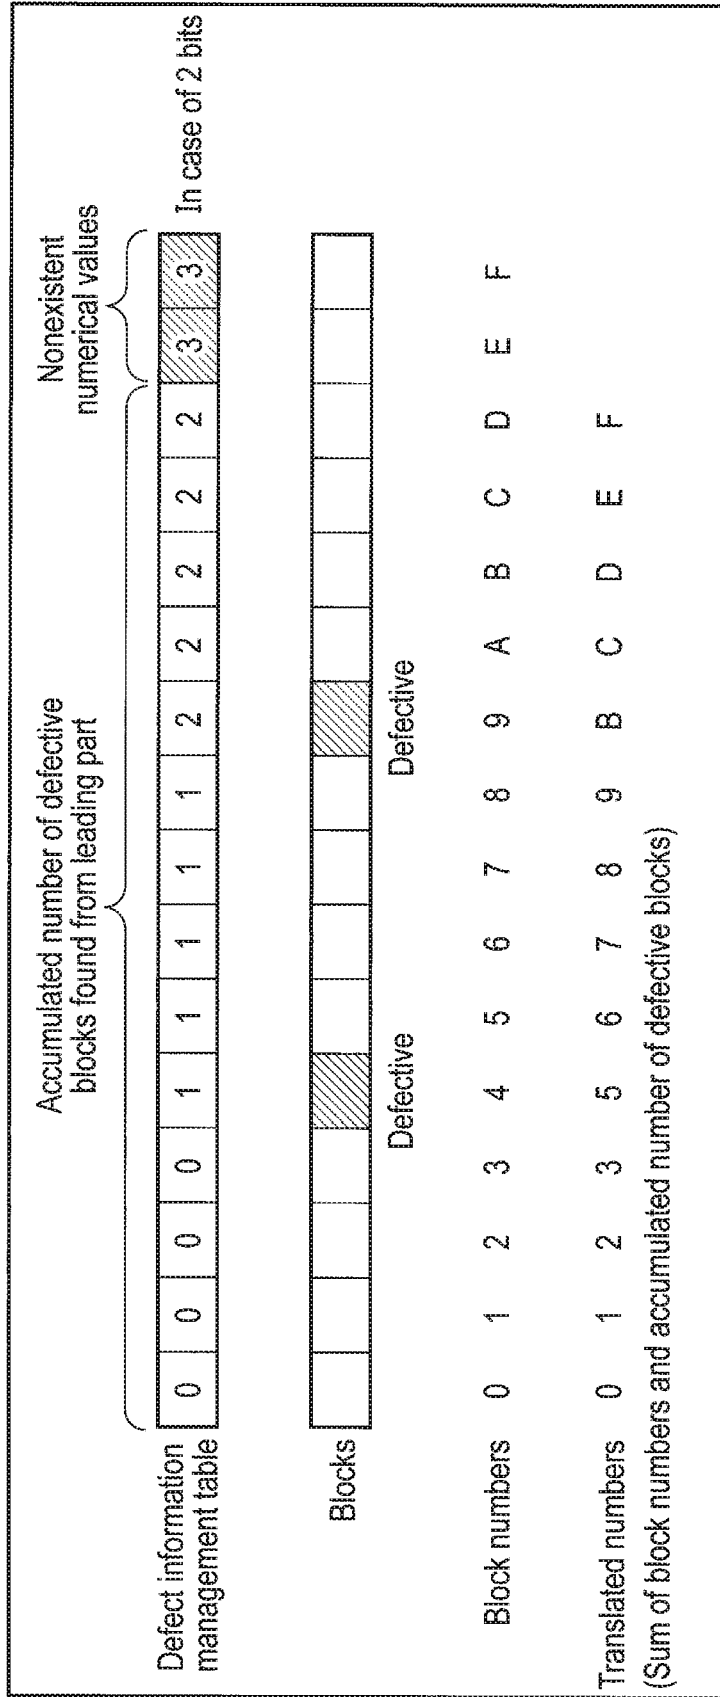 Accumulated number of defective
blocks found from leading part
Nonexistent
numerical values
Defect information
management table
0 0 0 0 1 1 1 1 1 2 2 2 2 2 3 3
In case of 2 bits
Blocks
Defective
Defective
Block numbers 0 1 2 3 4 5 6 7 8 9 A B C D E F
Translated numbers 0 1 2 3 5 6 7 8 9 B C D E F
(Sum of block numbers and accumulated number of defective blocks)